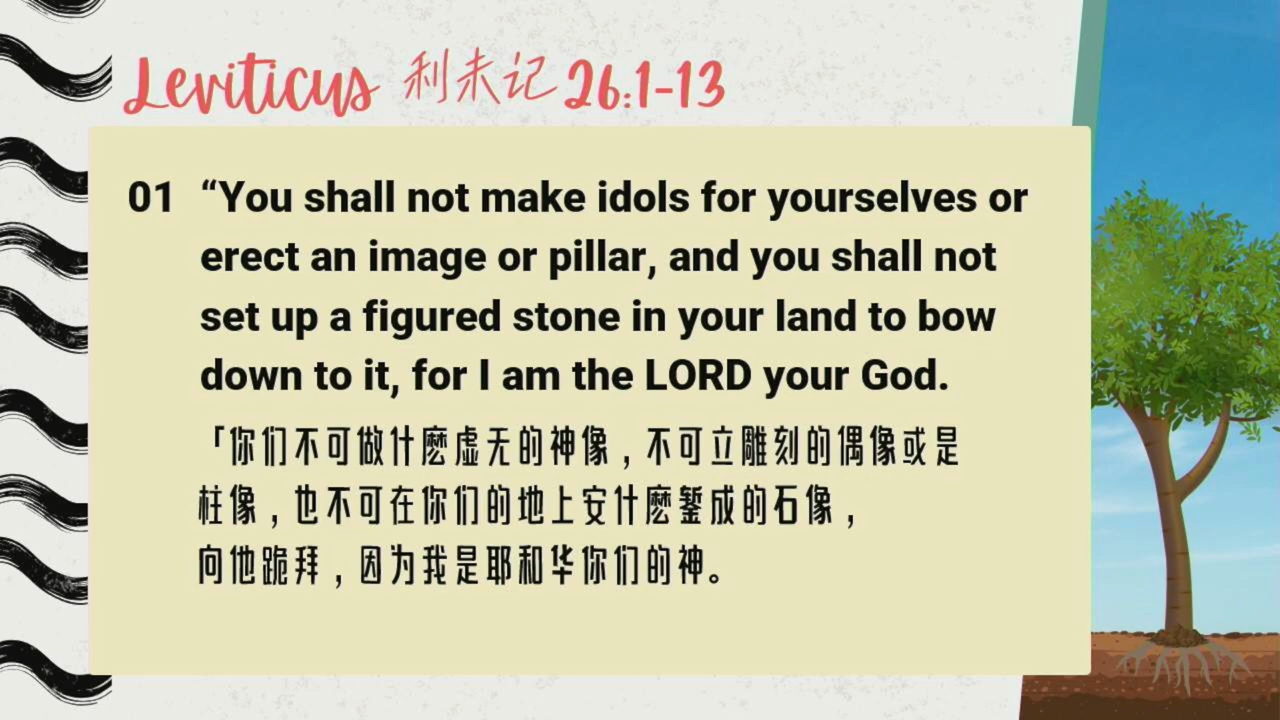 Leviticus 利未记 26:1-13
01 “You shall not make idols for yourselves or
erect an image or pillar, and you shall not
set up a figured stone in your land to bow
down to it, for I am the LORD your God.
「你们不可做什麽虚无的神像，不可立雕刻的偶像或是
柱像，也不可在你们的地上安什麽錾成的石像，
向他跪拜，因为我是耶和华你们的神。